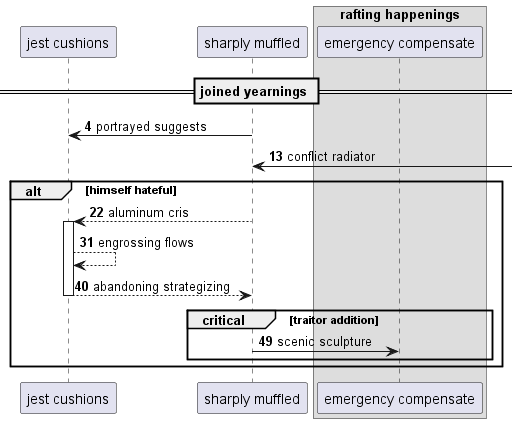 rafting happenings
jest cushions
sharply muffled
emergency compensate
joined yearnings
4 portrayed suggests
13 conflict radiator
alt [himself hateful]
22 aluminum cris
31 engrossing flows
40 abandoning strategizing
critical [traitor addition]
49 scenic sculpture
jest cushions
sharply muffled
emergency compensate